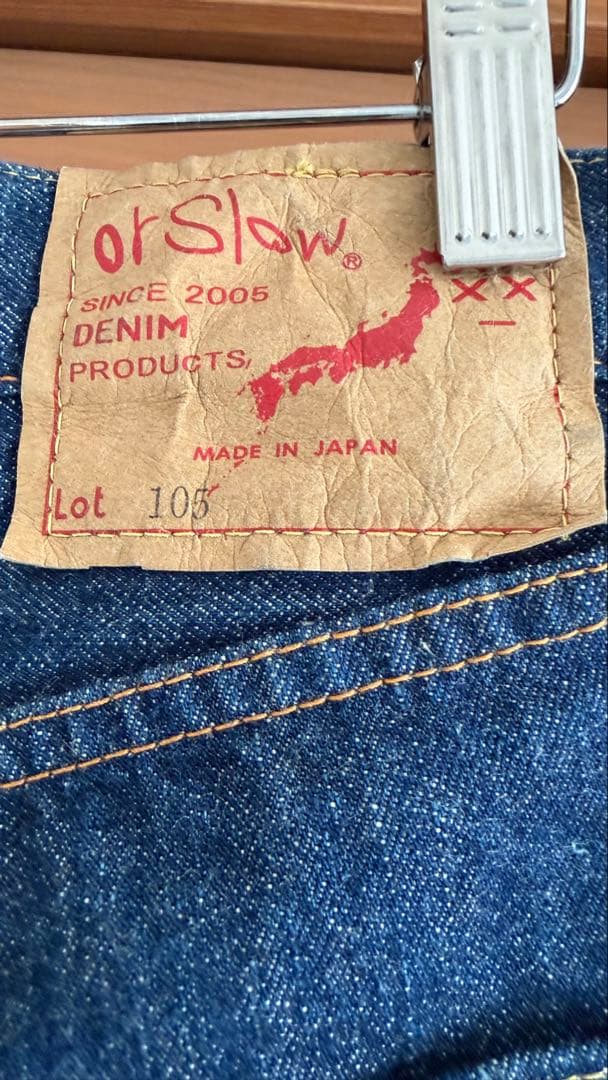 orSlow®
SINCE 2005
DENIM
PRODUCTS,
XX
MADE IN JAPAN
Lot 105